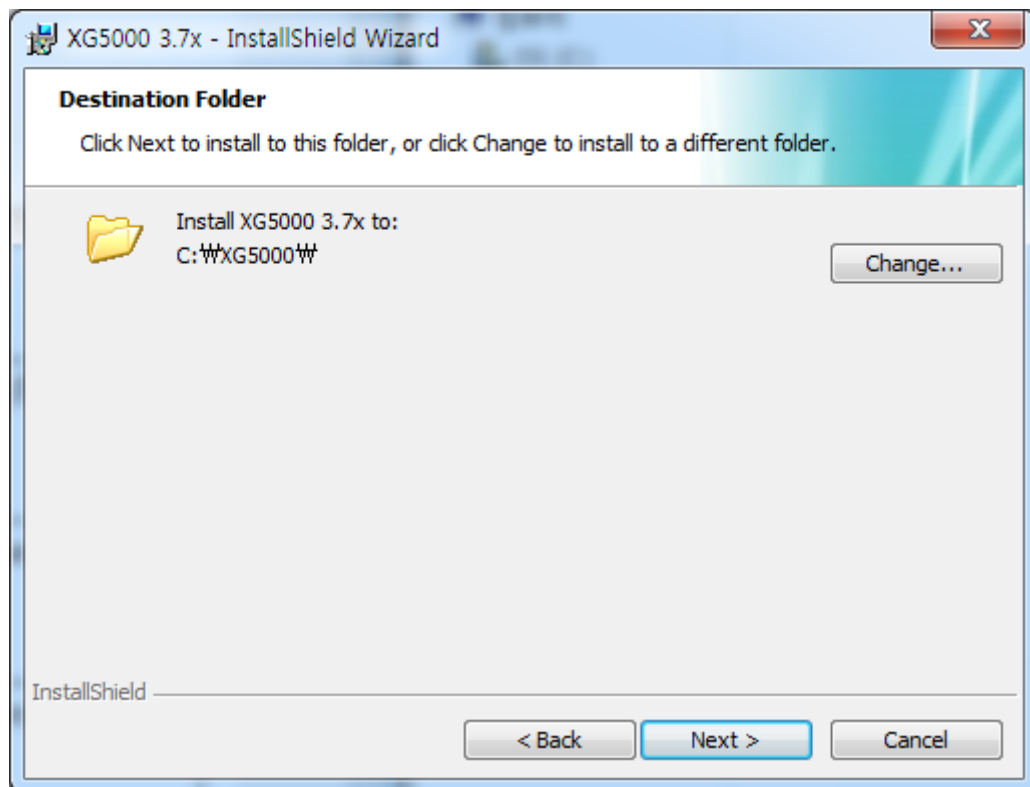 XG5000 3.7x - InstallShield Wizard
Destination Folder
Click Next to install to this folder, or click Change to install to a different folder.
Install XG5000 3.7x to:
C:₩XG5000₩
Change...
InstallShield
< Back
Next >
Cancel